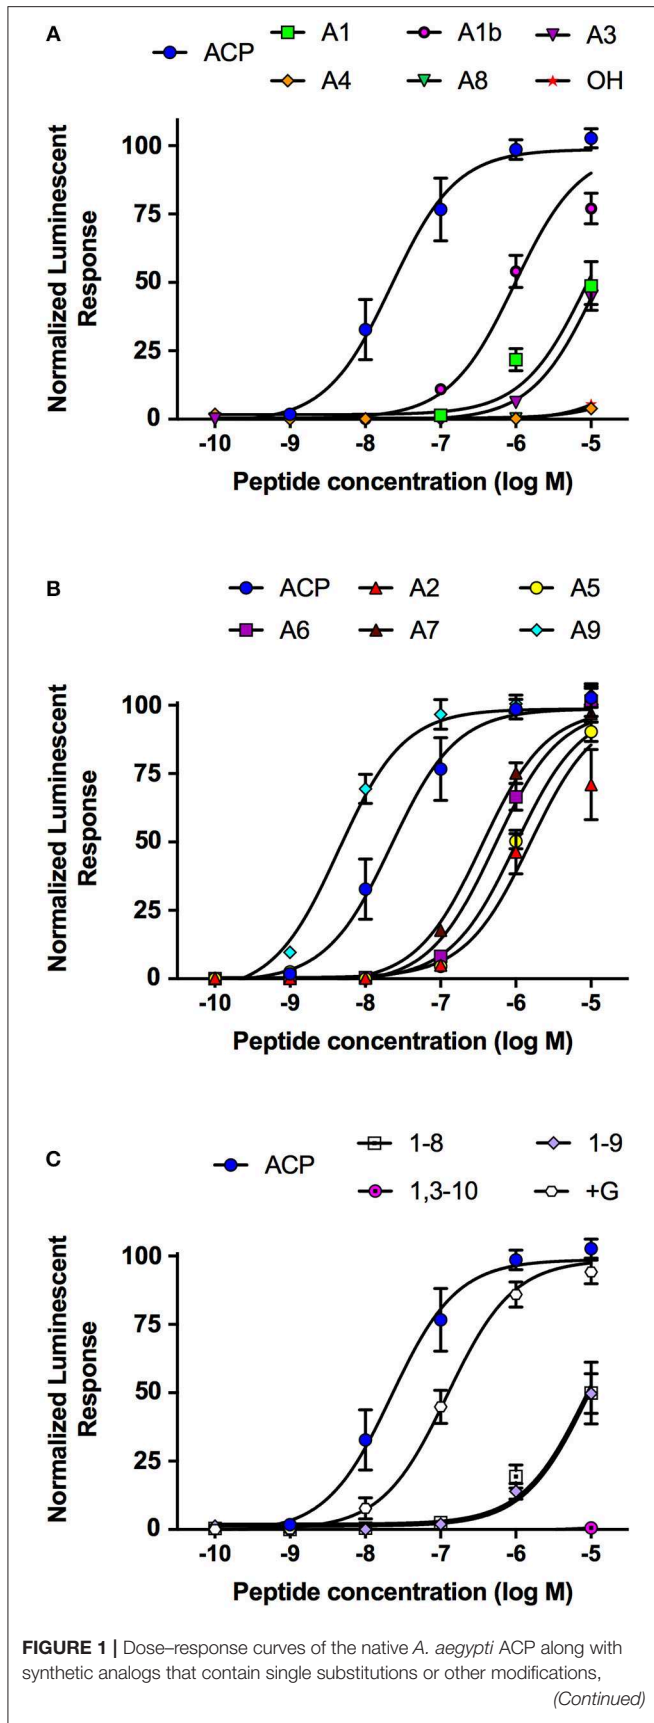 A
ACP
A1
A1b
A3
A4
A8
OH
Normalized Luminescent
Response
100
75
50
25
0
-10 -9 -8 -7 -6 -5
Peptide concentration (log M)
B
ACP
A2
A5
A6
A7
A9
Normalized Luminescent
Response
100
75
50
25
0
-10 -9 -8 -7 -6 -5
Peptide concentration (log M)
C
ACP
1-8
1-9
1,3-10
+G
Normalized Luminescent
Response
100
75
50
25
0
-10 -9 -8 -7 -6 -5
Peptide concentration (log M)
FIGURE 1 | Dose–response curves of the native A. aegypti ACP along with
synthetic analogs that contain single substitutions or other modifications,
(Continued)